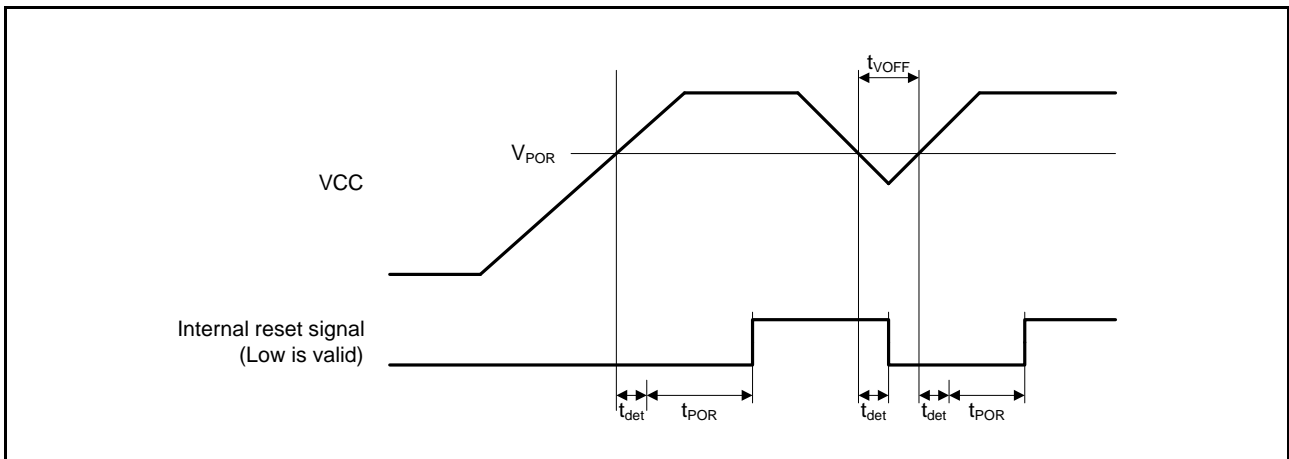 tVOFF
VPOR
VCC
Internal reset signal
(Low is valid)
tdet
tPOR
tdet
tdet
tPOR